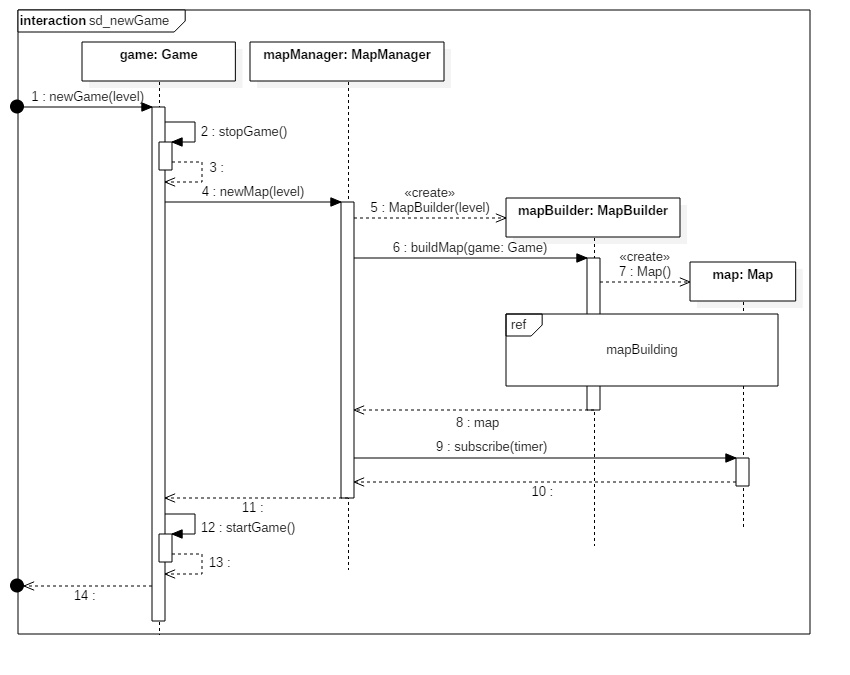 interaction sd_newGame
game: Game
mapManager: MapManager
1 : newGame(level)
2 : stopGame()
3 :
4 : newMap(level)
«create»
5 : MapBuilder(level)
mapBuilder: MapBuilder
6 : buildMap(game: Game)
«create»
7 : Map()
map: Map
ref
mapBuilding
8 : map
9 : subscribe(timer)
10 :
11 :
12 : startGame()
13 :
14 :